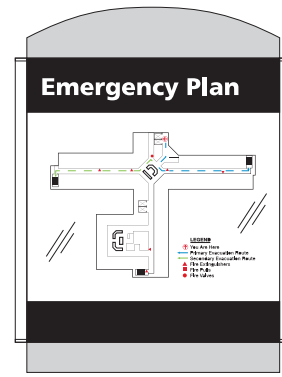 Emergency Plan
LEGEND
You Are Here
Primary Evacuation Route
Secondary Evacuation Route
Fire Extinguishers
Fire Pulls
Fire Valves